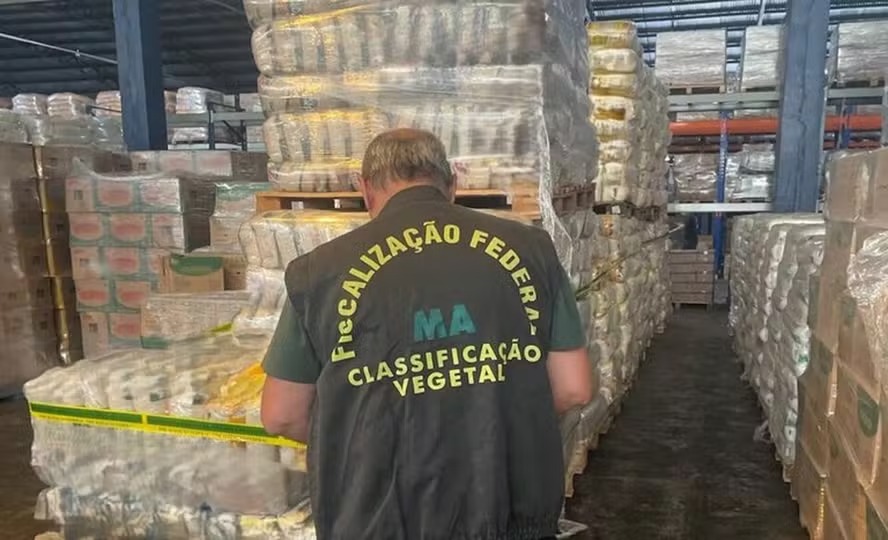 FISCALIZAÇÃO FEDERAL
MA
CLASSIFICAÇÃO
VEGETAL